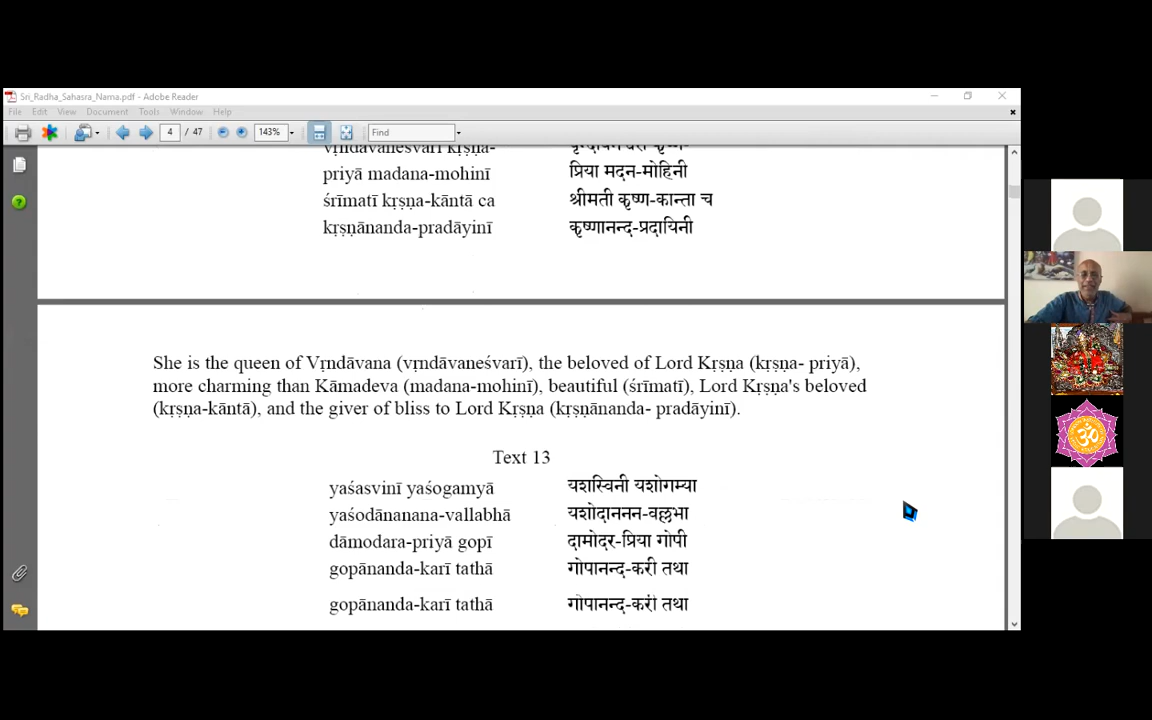 Sri_Radha_Sahasra_Nama.pdf - Adobe Reader
File Edit View Document Tools Window Help
4 / 47 143% Find
vṛndāvaneśvarī kṛṣṇa-
priyā madana-mohinī प्रिया मदन-मोहिनी
śrīmatī kṛṣṇa-kāntā ca श्रीमती कृष्ण-कान्ता च
kṛṣṇānanda-pradāyinī कृष्णानन्द-प्रदायिनी
She is the queen of Vṛndāvana (vṛndāvaneśvarī), the beloved of Lord Kṛṣṇa (kṛṣṇa- priyā),
more charming than Kāmadeva (madana-mohinī), beautiful (śrīmatī), Lord Kṛṣṇa's beloved
(kṛṣṇa-kāntā), and the giver of bliss to Lord Kṛṣṇa (kṛṣṇānanda- pradāyinī).
Text 13
yaśasvinī yaśogamyā यशास्विनी यशोगम्या
yaśodānanana-vallabhā यशोदाननन-वल्लभा
dāmodara-priyā gopī दामोदर-प्रिया गोपी
gopānanda-karī tathā गोपानन्द-करी तथा
gopānanda-karī tathā गोपानन्द-करी तथा
ॐ